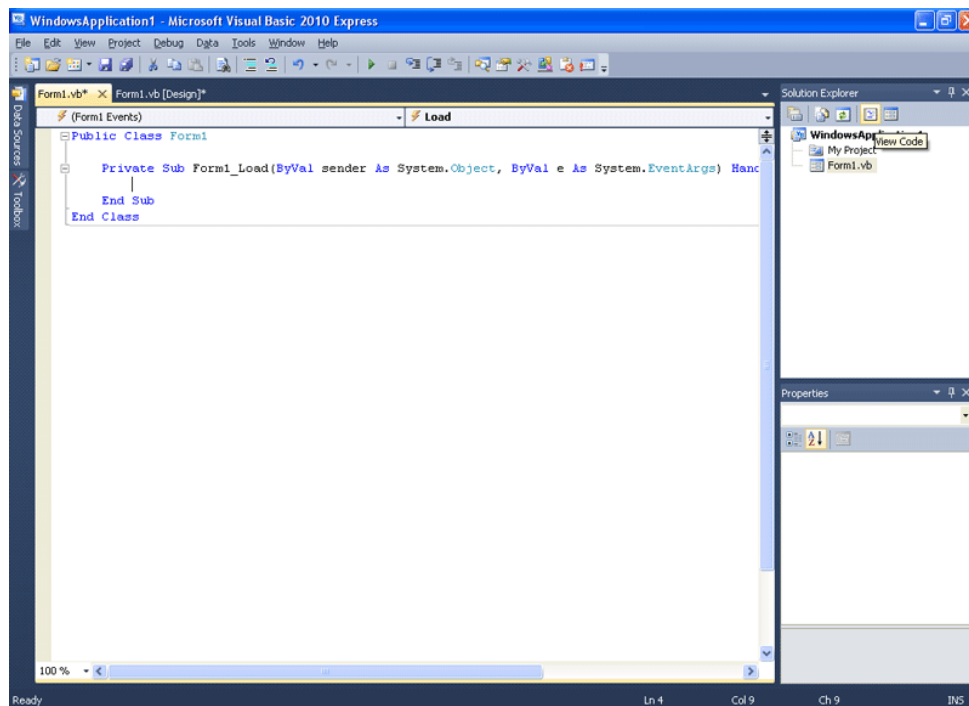 WindowsApplication1 - Microsoft Visual Basic 2010 Express
File Edit View Project Debug Data Tools Window Help
Form1.vb* Form1.vb [Design]*
(Form1 Events) Load
Public Class Form1
Private Sub Form1_Load(ByVal sender As System.Object, ByVal e As System.EventArgs) Hand
End Sub
End Class
100 %
Data Sources
Toolbox
Solution Explorer
View Code
My Project
Form1.vb
Properties
Ready Ln 4 Col 9 Ch 9 INS